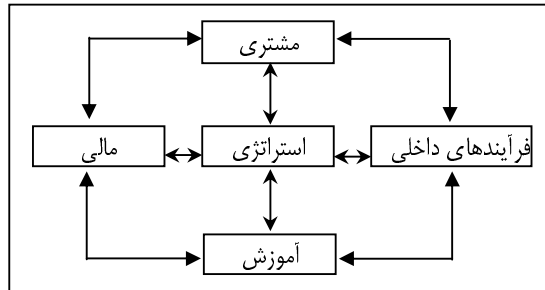 مشتری
فرآیندهای داخلی
استراتژی
مالی
آموزش